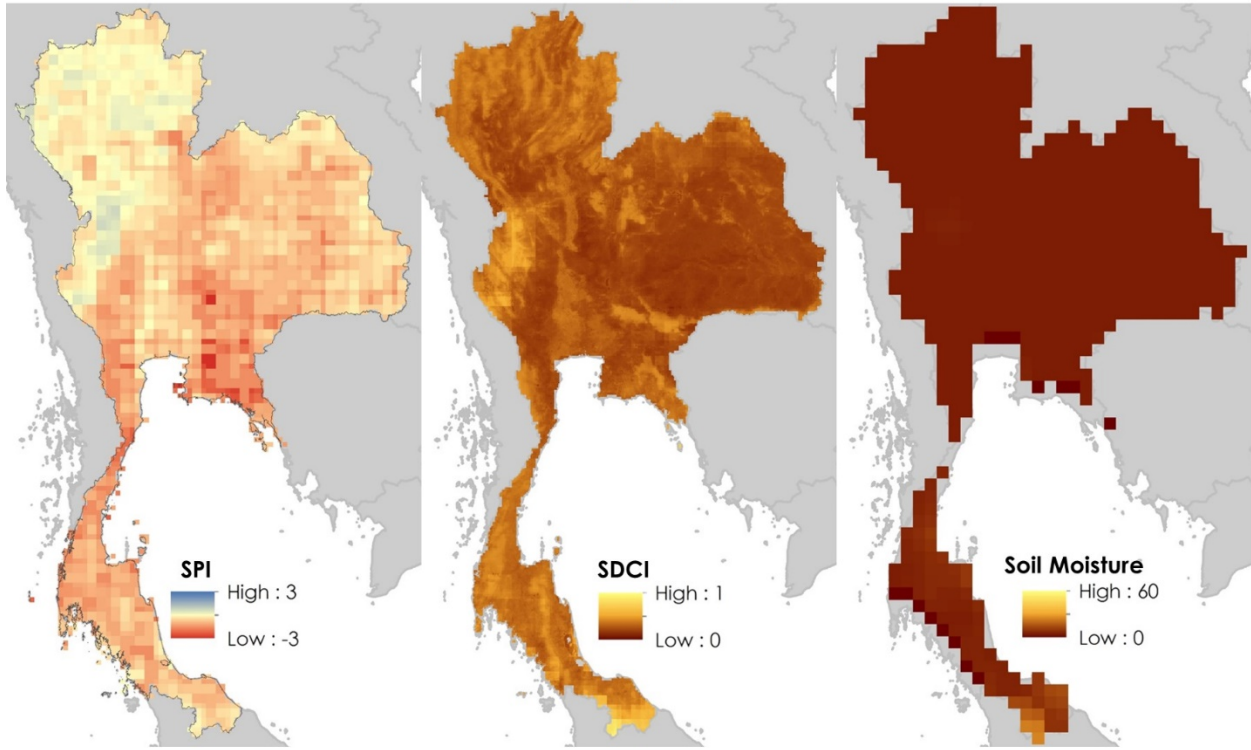 SPI
High : 3
Low : -3
SDCI
High : 1
Low : 0
Soil Moisture
High : 60
Low : 0